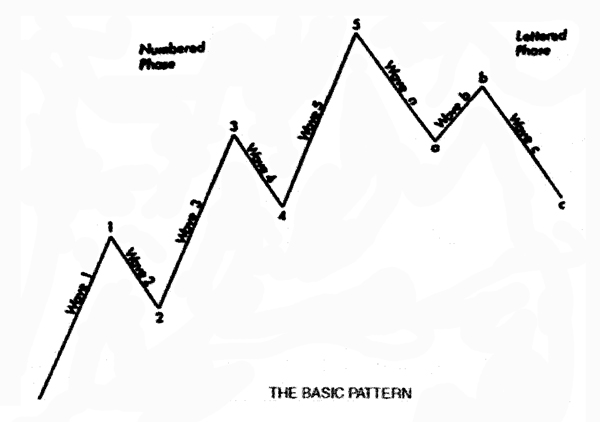 Numbered
Phase
Lettered
Phase
5
Wave a
b
Wave b
Wave 5
3
Wave c
a
Wave 4
c
4
Wave 3
1
Wave 2
Wave 1
2
THE BASIC PATTERN